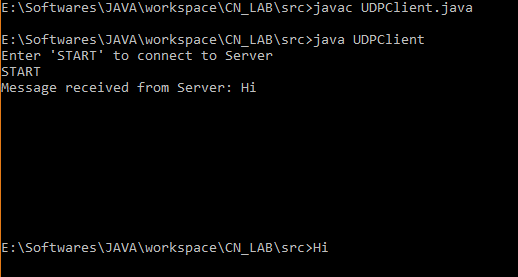 E:\Softwares\JAVA\workspace\CN_LAB\src>javac UDPClient.java
E:\Softwares\JAVA\workspace\CN_LAB\src>java UDPClient
Enter 'START' to connect to Server
START
Message received from Server: Hi
E:\Softwares\JAVA\workspace\CN_LAB\src>Hi